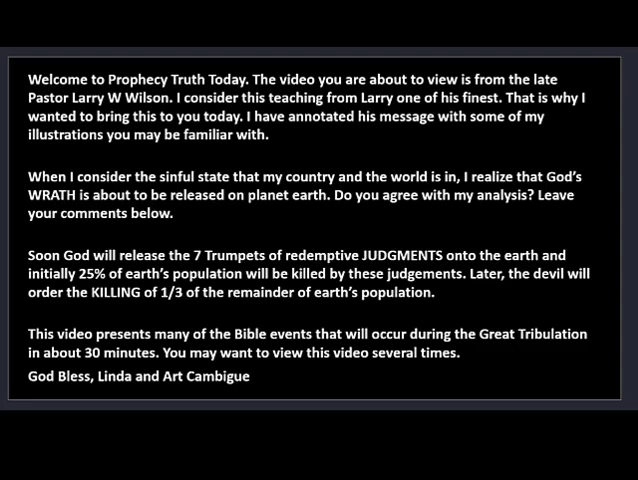 Welcome to Prophecy Truth Today. The video you are about to view is from the late
Pastor Larry W Wilson. I consider this teaching from Larry one of his finest. That is why I
wanted to bring this to you today. I have annotated his message with some of my
illustrations you may be familiar with.
When I consider the sinful state that my country and the world is in, I realize that God's
WRATH is about to be released on planet earth. Do you agree with my analysis? Leave
your comments below.
Soon God will release the 7 Trumpets of redemptive JUDGMENTS onto the earth and
initially 25% of earth's population will be killed by these judgements. Later, the devil will
order the KILLING of 1/3 of the remainder of earth's population.
This video presents many of the Bible events that will occur during the Great Tribulation
in about 30 minutes. You may want to view this video several times.
God Bless, Linda and Art Cambigue